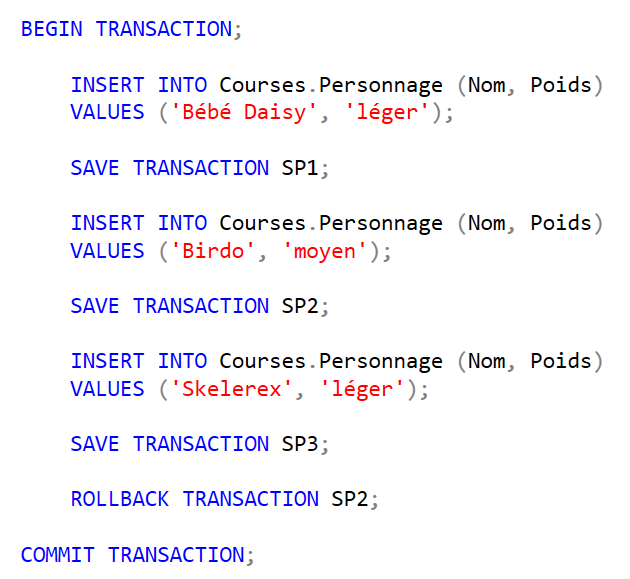 BEGIN TRANSACTION;
INSERT INTO Courses.Personnage (Nom, Poids)
VALUES ('Bébé Daisy', 'léger');
SAVE TRANSACTION SP1;
INSERT INTO Courses.Personnage (Nom, Poids)
VALUES ('Birdo', 'moyen');
SAVE TRANSACTION SP2;
INSERT INTO Courses.Personnage (Nom, Poids)
VALUES ('Skelerex', 'léger');
SAVE TRANSACTION SP3;
ROLLBACK TRANSACTION SP2;
COMMIT TRANSACTION;